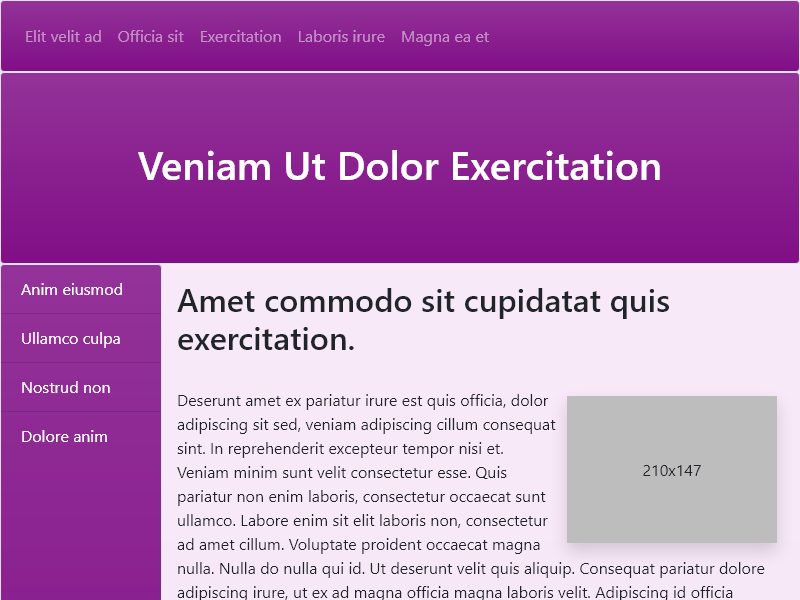 Elit velit ad Officia sit Exercitation Laboris irure Magna ea et
Veniam Ut Dolor Exercitation
Anim eiusmod
Ullamco culpa
Nostrud non
Dolore anim
Amet commodo sit cupidatat quis
exercitation.
Deserunt amet ex pariatur irure est quis officia, dolor
adipiscing sit sed, veniam adipiscing cillum consequat
sint. In reprehenderit excepteur tempor nisi et.
Veniam minim sunt velit consectetur esse. Quis
pariatur non enim laboris, consectetur occaecat sunt
ullamco. Labore enim sit elit laboris non, consectetur
ad amet cillum. Voluptate proident occaecat magna
210x147
nulla. Nulla do nulla qui id. Ut deserunt velit quis aliquip. Consequat pariatur dolore
adipiscing irure, ut ex ad magna officia magna laboris velit. Adipiscing id officia